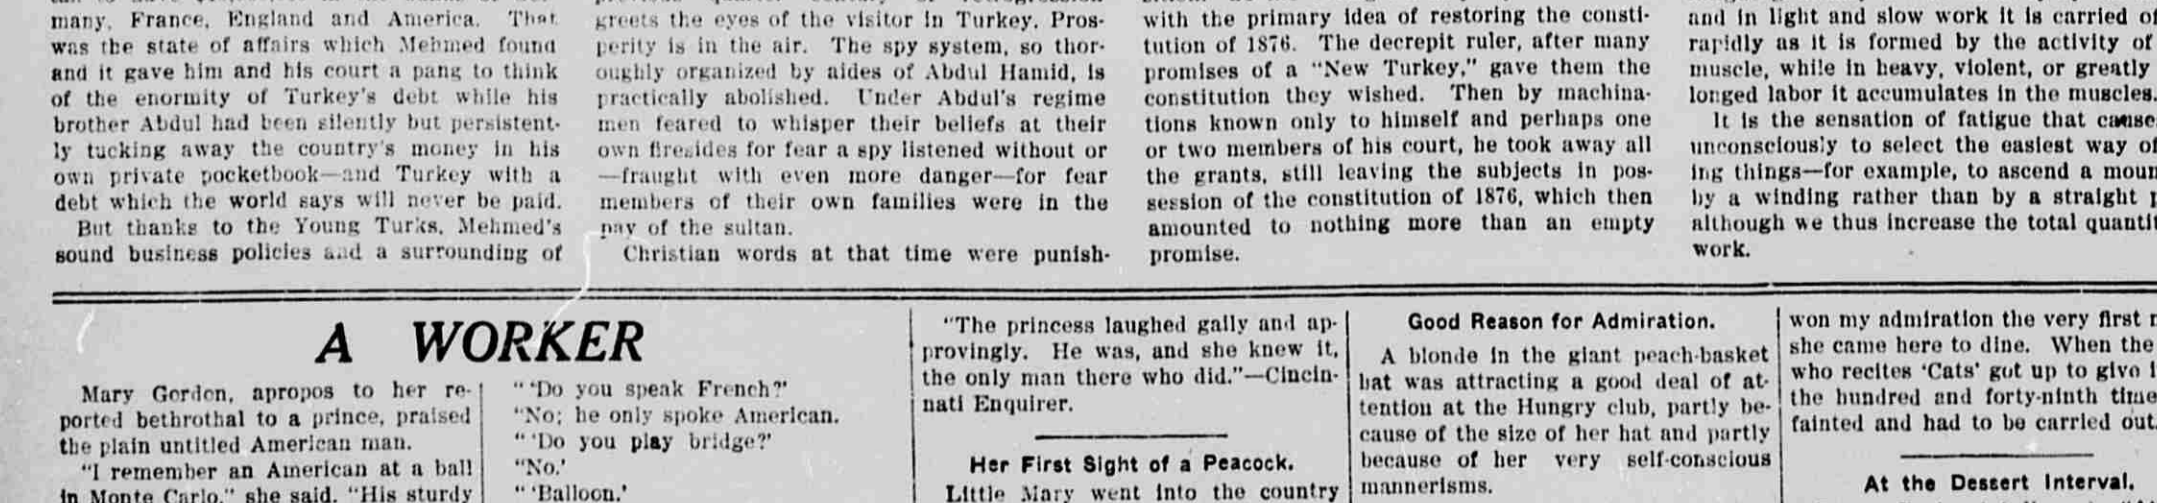 many, France, England and America. That
was the state of affairs which Mehmed found
and it gave him and his court a pang to think
of the enormity of Turkey's debt while his
brother Abdul had been silently but persistent-
ly tucking away the country's money in his
own private pocketbook—and Turkey with a
debt which the world says will never be paid.
But thanks to the Young Turks, Mehmed's
sound business policies and a surrounding of
greets the eyes of the visitor in Turkey. Pros-
perity is in the air. The spy system, so thor-
oughly organized by aides of Abdul Hamid, is
practically abolished. Under Abdul's regime
men feared to whisper their beliefs at their
own firesides for fear a spy listened without or
—fraught with even more danger—for fear
members of their own families were in the
pay of the sultan.
Christian words at that time were punish-
with the primary idea of restoring the consti-
tution of 1876. The decrepit ruler, after many
promises of a "New Turkey," gave them the
constitution they wished. Then by machina-
tions known only to himself and perhaps one
or two members of his court, he took away all
the grants, still leaving the subjects in pos-
session of the constitution of 1876, which then
amounted to nothing more than an empty
promise.
and in light and slow work it is carried
rapidly as it is formed by the activity of
muscle, while in heavy, violent, or greatly
longed labor it accumulates in the muscles.
It is the sensation of fatigue that
unconsciously to select the easiest way of
ing things—for example, to ascend a
by a winding rather than by a straight
although we thus increase the total
work.
A WORKER
Mary Gordon, apropos to her re-
ported bethrothal to a prince, praised
the plain untitled American man.
"I remember an American at a ball
in Monte Carlo," she said. "His sturdy
"'Do you speak French?'
"No; he only spoke American.
"'Do you play bridge?'
"No.'
"'Balloon.'
"The princess laughed gaily and ap-
provingly. He was, and she knew it,
the only man there who did."—Cincin-
nati Enquirer.
Her First Sight of a Peacock.
Little Mary went into the country
Good Reason for Admiration.
A blonde in the giant peach-basket
hat was attracting a good deal of at-
tention at the Hungry club, partly be-
cause of the size of her hat and partly
because of her very self-conscious
mannerisms.
won my admiration the very first
she came here to dine. When the
who recites 'Cats' got up to give
the hundred and forty-ninth time
fainted and had to be carried out.
At the Dessert Interval.